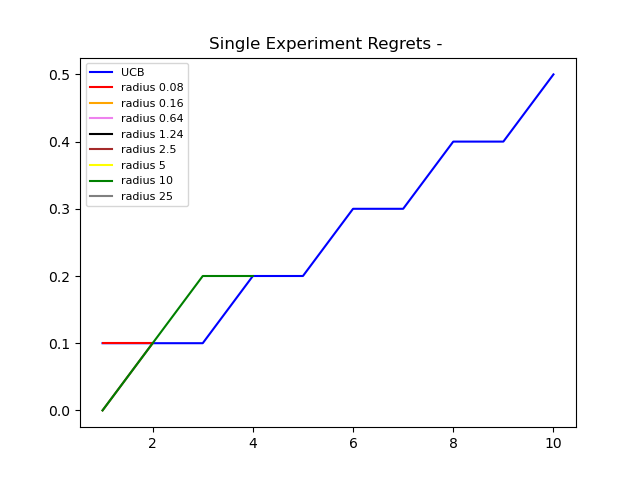 Single Experiment Regrets -
0.5
0.4
0.3
0.2
0.1
0.0
UCB
radius 0.08
radius 0.16
radius 0.64
radius 1.24
radius 2.5
radius 5
radius 10
radius 25
2 4 6 8 10